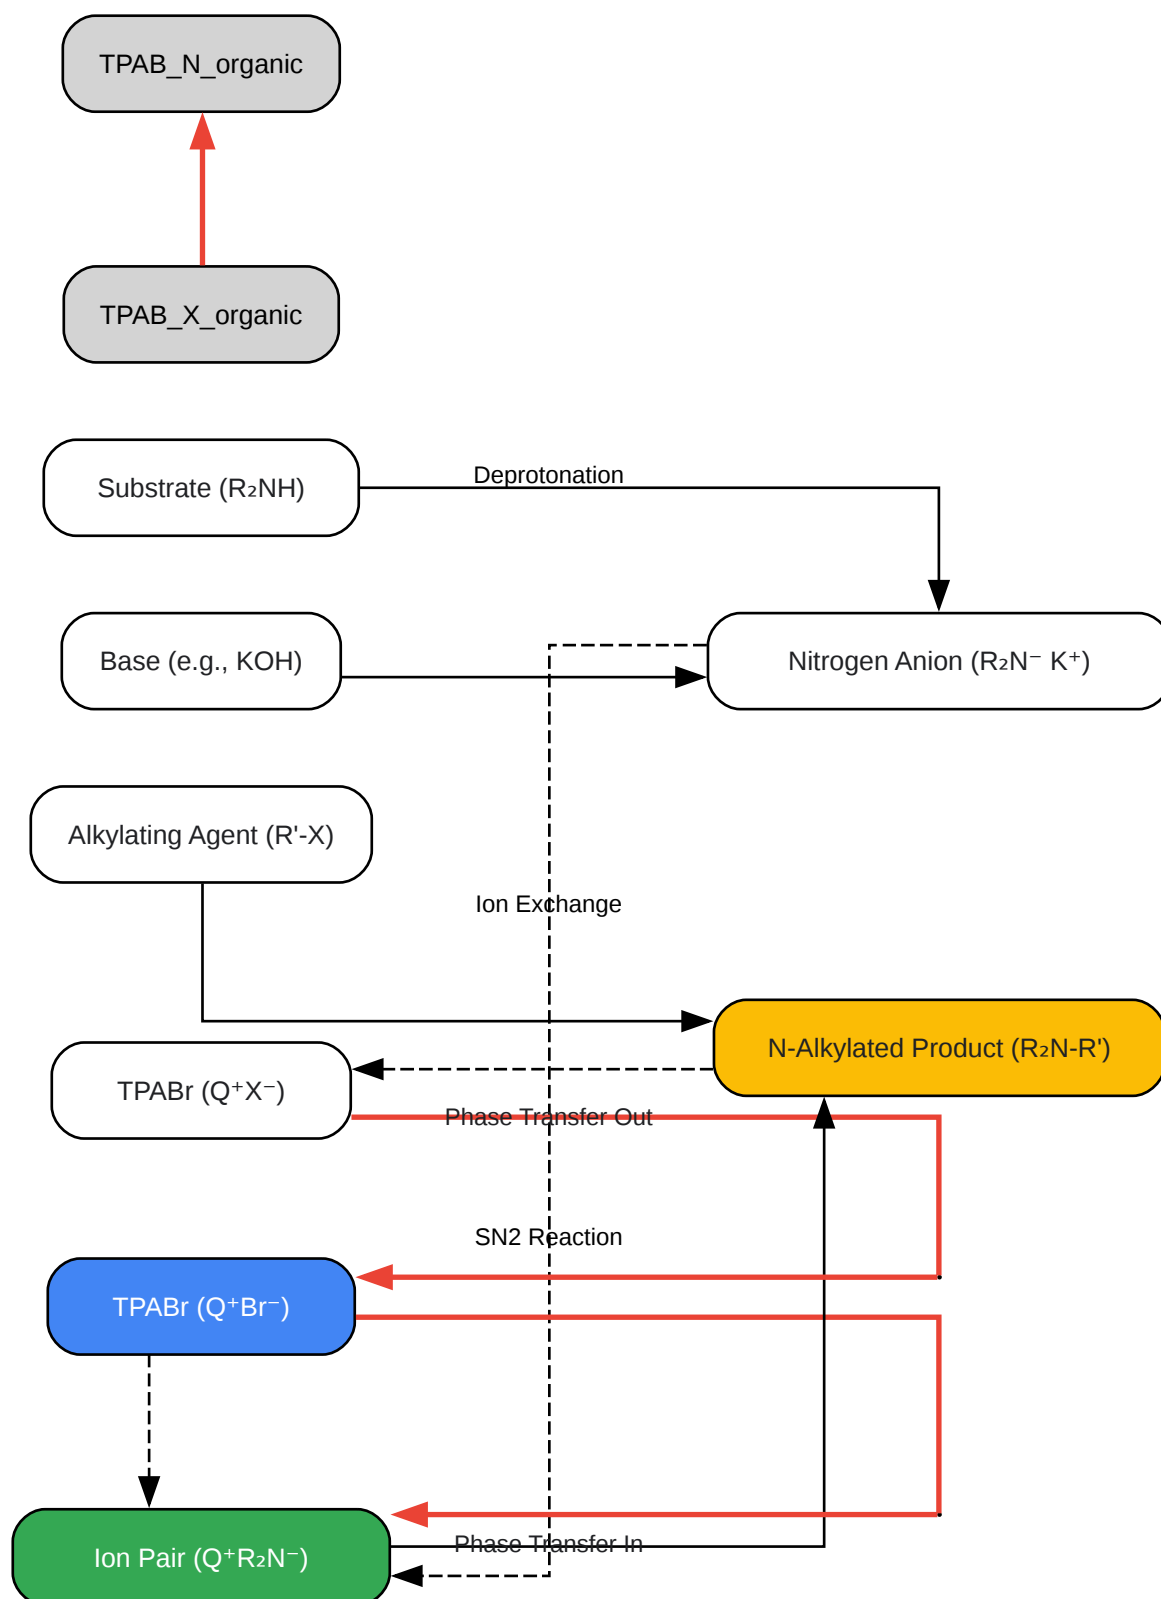 TPAB_N_organic
TPAB_X_organic
Deprotonation
Substrate (R₂NH)
Base (e.g., KOH)
Nitrogen Anion (R₂N⁻ K⁺)
Alkylating Agent (R'-X)
Ion Exchange
N-Alkylated Product (R₂N-R')
TPABr (Q⁺X⁻)
Phase Transfer Out
SN2 Reaction
TPABr (Q⁺Br⁻)
Phase Transfer In
Ion Pair (Q⁺R₂N⁻)